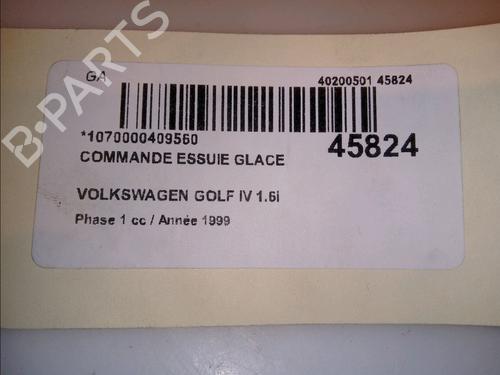 GA
40200501 45824
*1070000409560
45824
COMMANDE ESSUIE GLACE
VOLKSWAGEN GOLF IV 1.6i
Phase 1 cc / Année 1999
B-PARTS